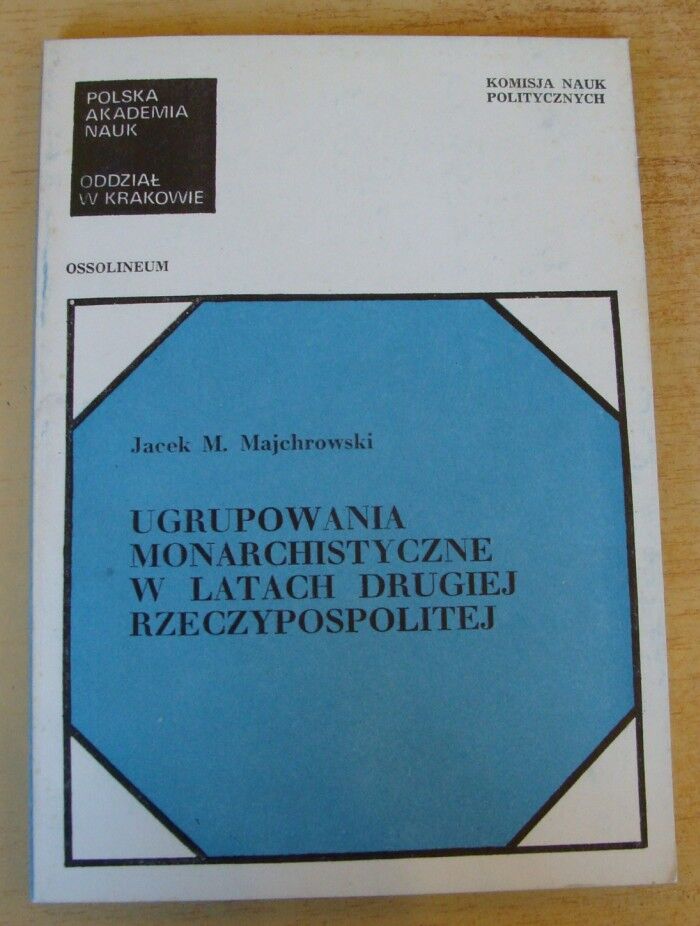 POLSKA
AKADEMIA
NAUK
ODDZIAŁ
W KRAKOWIE
KOMISJA NAUK
POLITYCZNYCH
OSSOLINEUM
Jacek M. Majchrowski
UGRUPOWANIA
MONARCHISTYCZNE
W LATACH DRUGIEJ
RZECZYPOSPOLITEJ